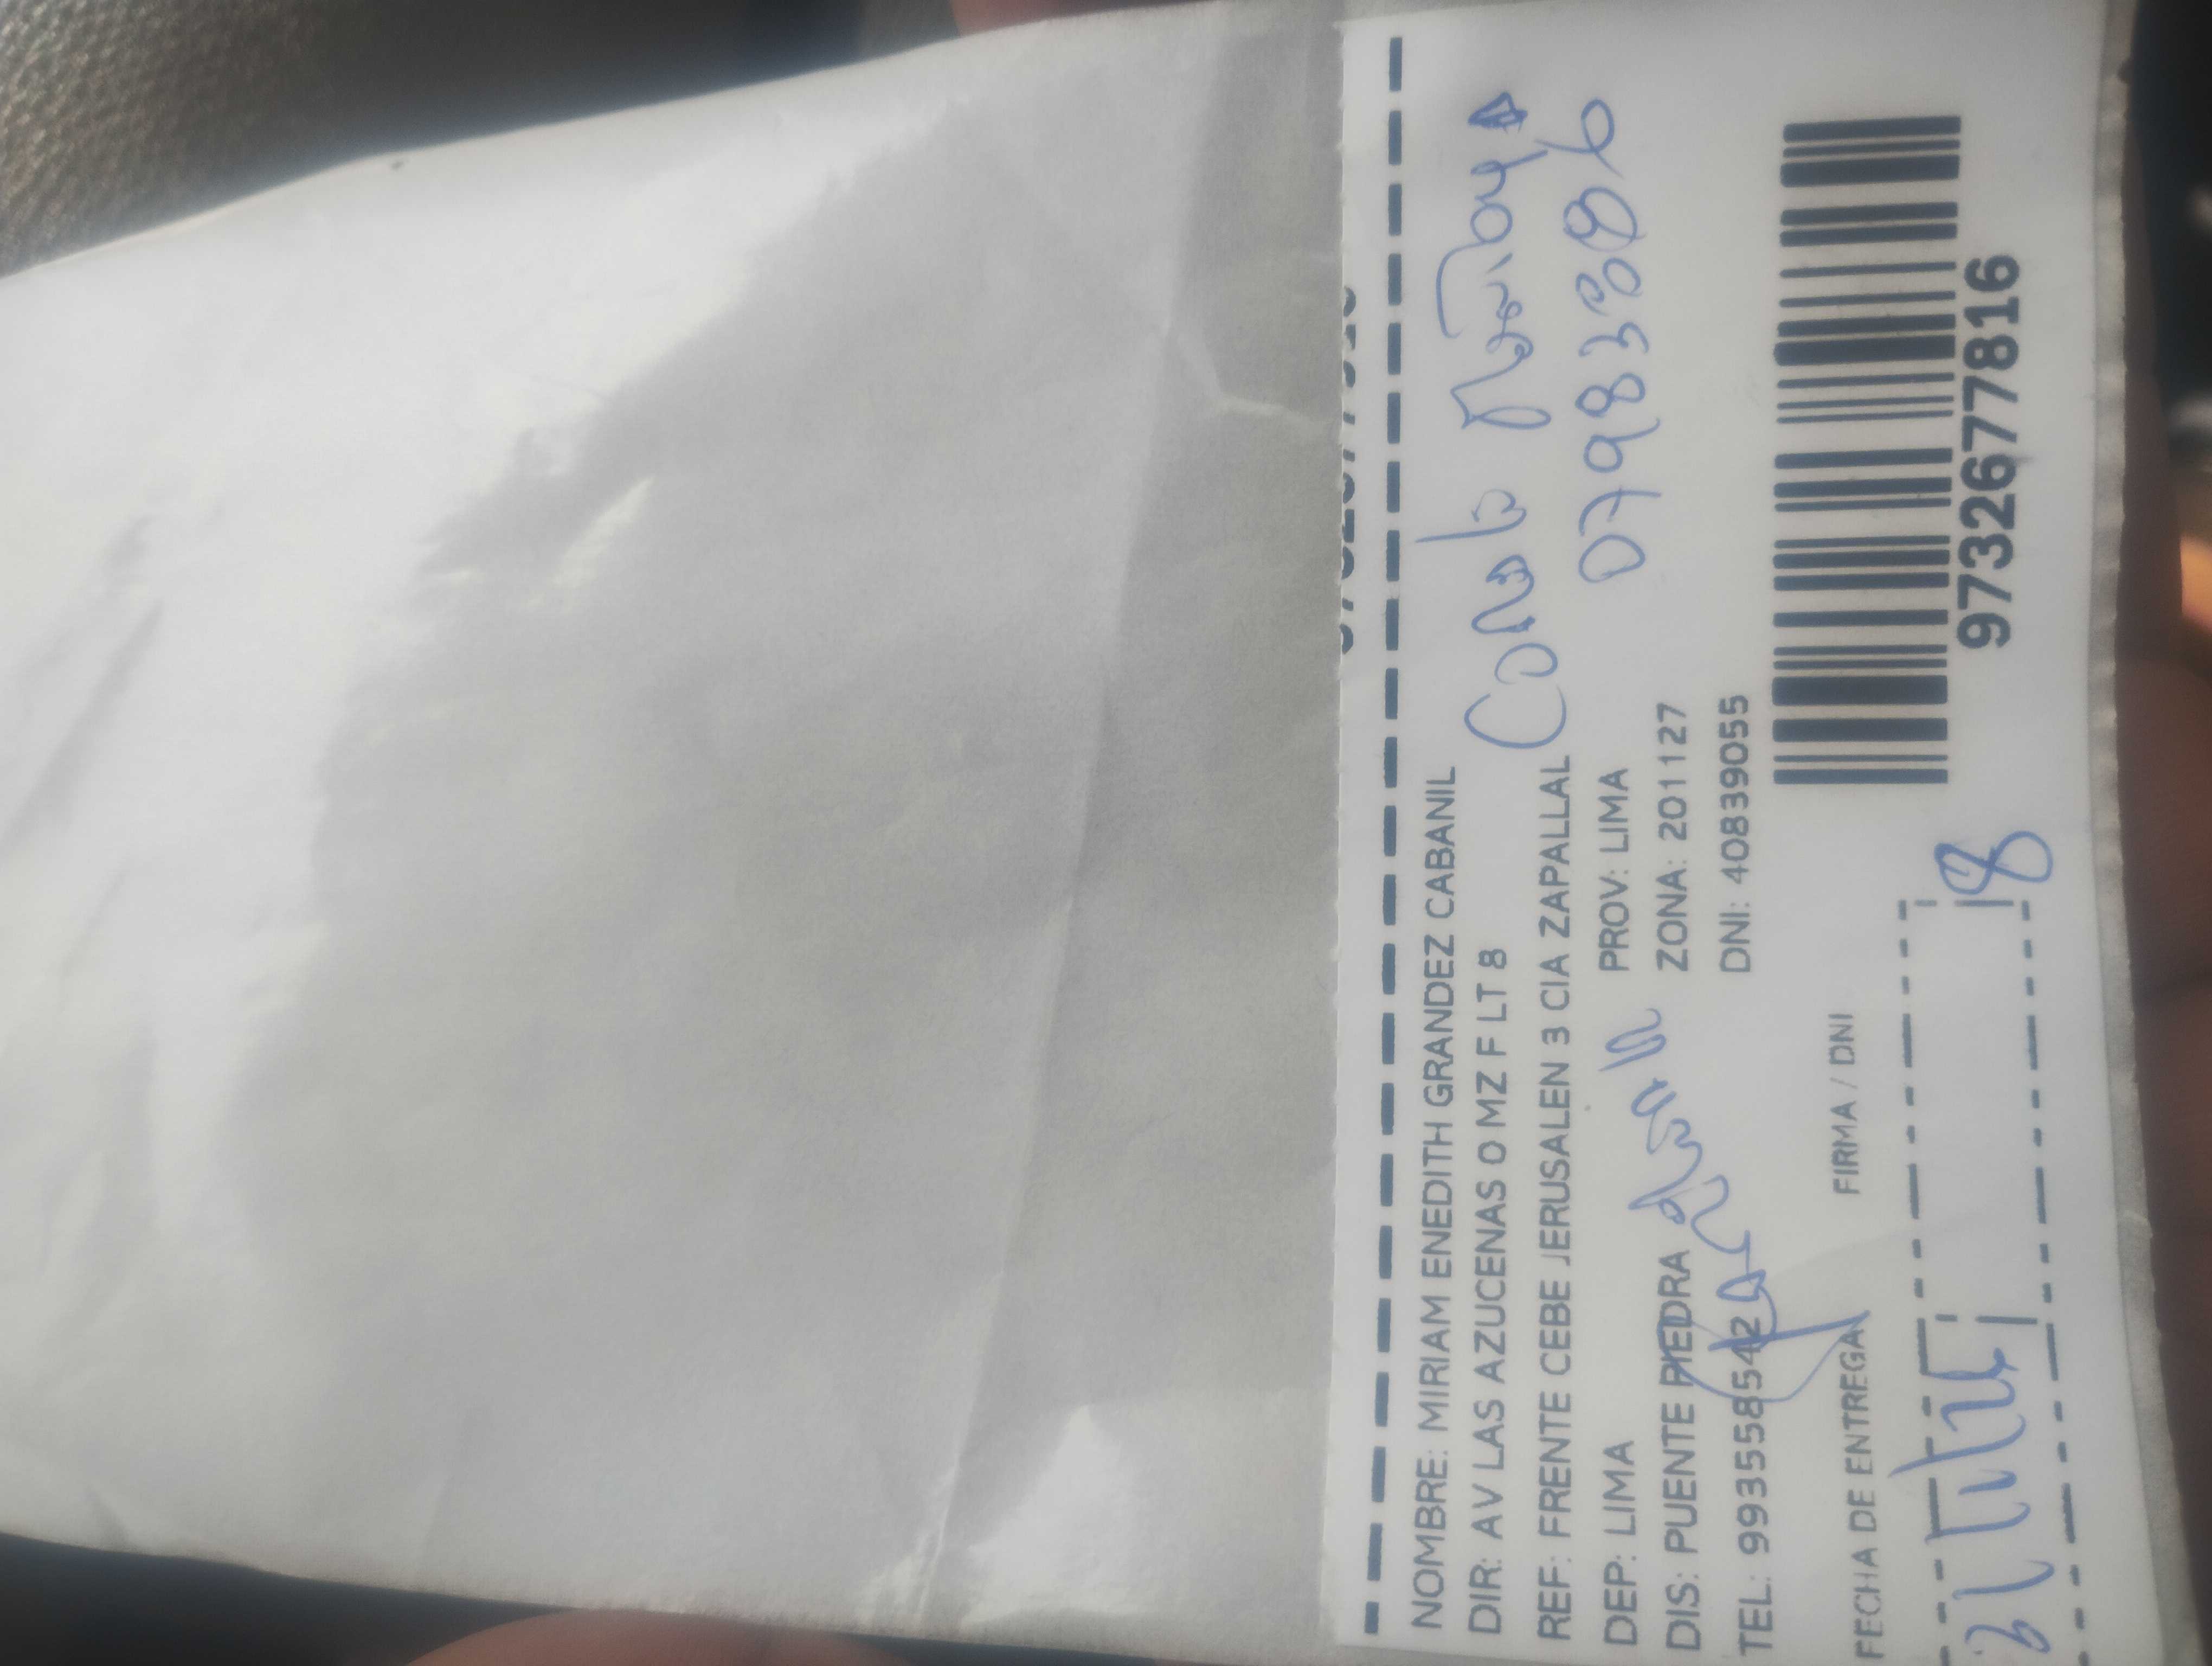 NOMBRE: MIRIAM ENEDITH GRANDEZ CABANIL
DIR: AV LAS AZUCENAS O MZ F LT 8
REF: FRENTE CEBE JERUSALEN 3 CIA ZAPALLAL
07983386
DEP: LIMA PROV: LIMA
DIS: PUENTE PIEDRA ZONA: 201127
TEL: 993558542 DNI: 40839055
FECHA DE ENTREGA FIRMA / DNI
8
9732677816